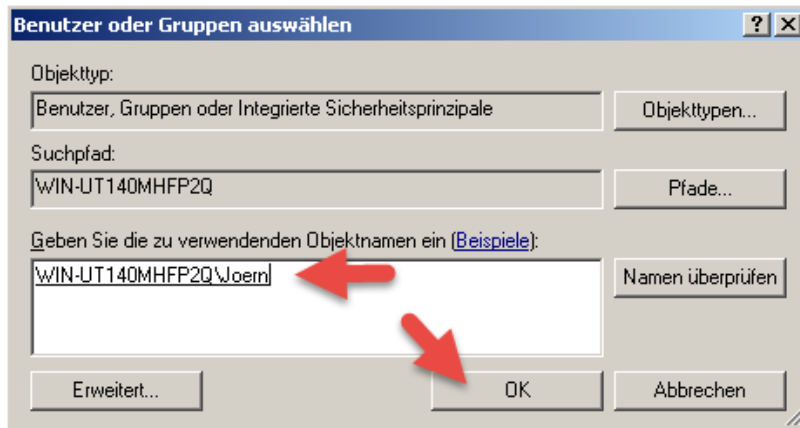 Benutzer oder Gruppen auswählen
Objekttyp:
Benutzer, Gruppen oder Integrierte Sicherheitsprinzipale
Objekttypen...
Suchpfad:
WIN-UT140MHFP2Q
Pfade...
Geben Sie die zu verwendenden Objektnamen ein (Beispiele):
WIN-UT140MHFP2Q\Joern
Namen überprüfen
Erweitert...
OK
Abbrechen